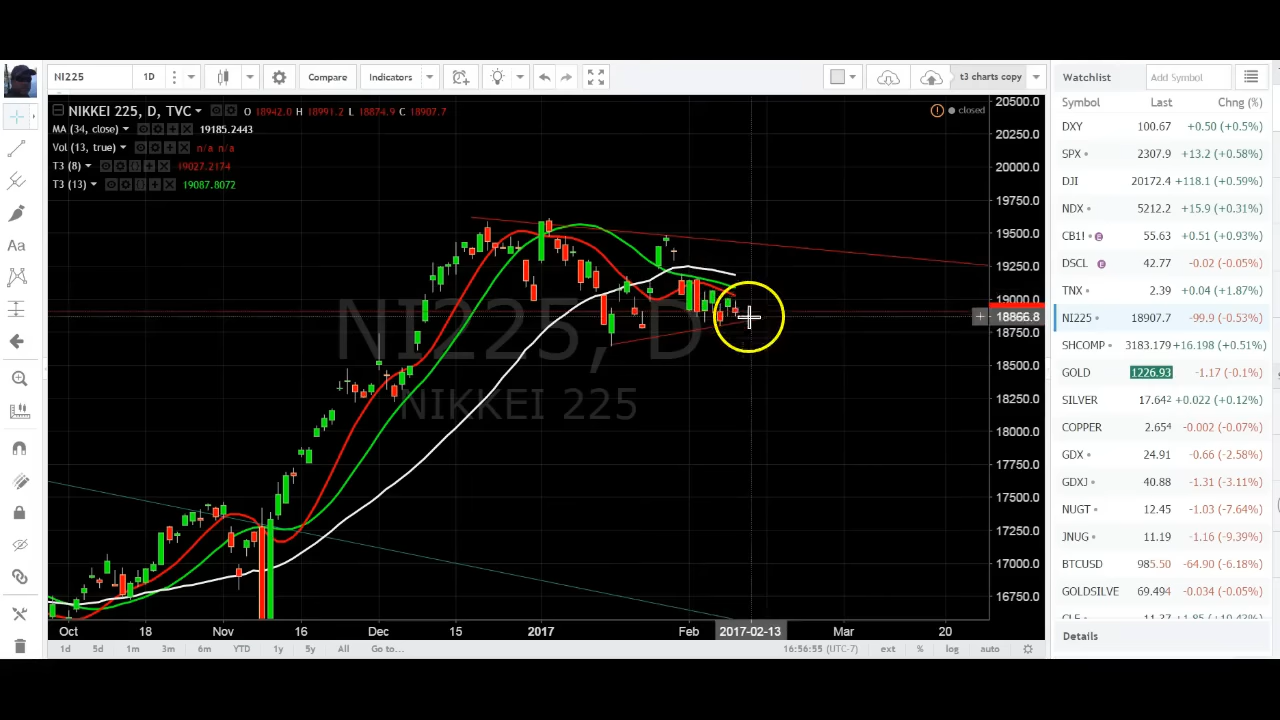 NI225 1D Compare Indicators t3 charts copy
NIKKEI 225, D, TVC O 18942.0 H 18991.2 L 18874.9 C 18907.7 closed
MA (34, close) 19185.2443
Vol (13, true) n/a n/a
T3 (8) 19027.2174
T3 (13) 19087.8072
NI225, D
NIKKEI 225
20500.0
20250.0
20000.0
19750.0
19500.0
19250.0
19000.0
18866.8
18750.0
18500.0
18250.0
18000.0
17750.0
17500.0
17250.0
17000.0
16750.0
Oct 18 Nov 16 Dec 15 2017 Feb 2017-02-13 Mar 20
1d 5d 1m 3m 6m YTD 1y 5y All Go to... 16:56:55 (UTC-7) ext % log auto
Watchlist Add Symbol
Symbol Last Chng (%)
DXY 100.67 +0.50 (+0.5%)
SPX 2307.9 +13.2 (+0.58%)
DJI 20172.4 +118.1 (+0.59%)
NDX 5212.2 +15.9 (+0.31%)
CB1! 55.63 +0.51 (+0.93%)
DSCL 42.77 -0.02 (-0.05%)
TNX +0.04 (+1.87%)
NI225 18907.7 -99.9 (-0.53%)
SHCOMP 3183.179 +16.198 (+0.51%)
GOLD 1226.93 -1.17 (-0.1%)
SILVER 17.642 +0.022 (+0.12%)
COPPER 2.654 -0.002 (-0.07%)
GDX 24.91 -0.66 (-2.58%)
GDXJ 40.88 -1.31 (-3.11%)
NUGT 12.45 -1.03 (-7.64%)
JNUG 11.19 -1.16 (-9.39%)
BTCUSD 985.50 -64.90 (-6.18%)
GOLDSILVE 69.494 -0.034 (-0.05%)
Details